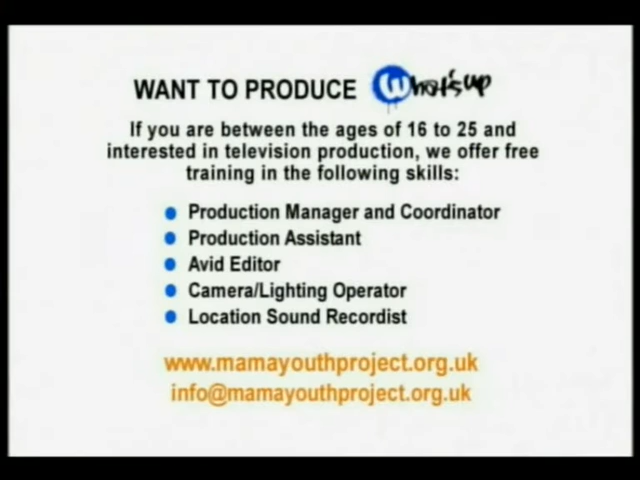 WANT TO PRODUCE What's up
If you are between the ages of 16 to 25 and
interested in television production, we offer free
training in the following skills:
Production Manager and Coordinator
Production Assistant
Avid Editor
Camera/Lighting Operator
Location Sound Recordist
www.mamayouthproject.org.uk
info@mamayouthproject.org.uk